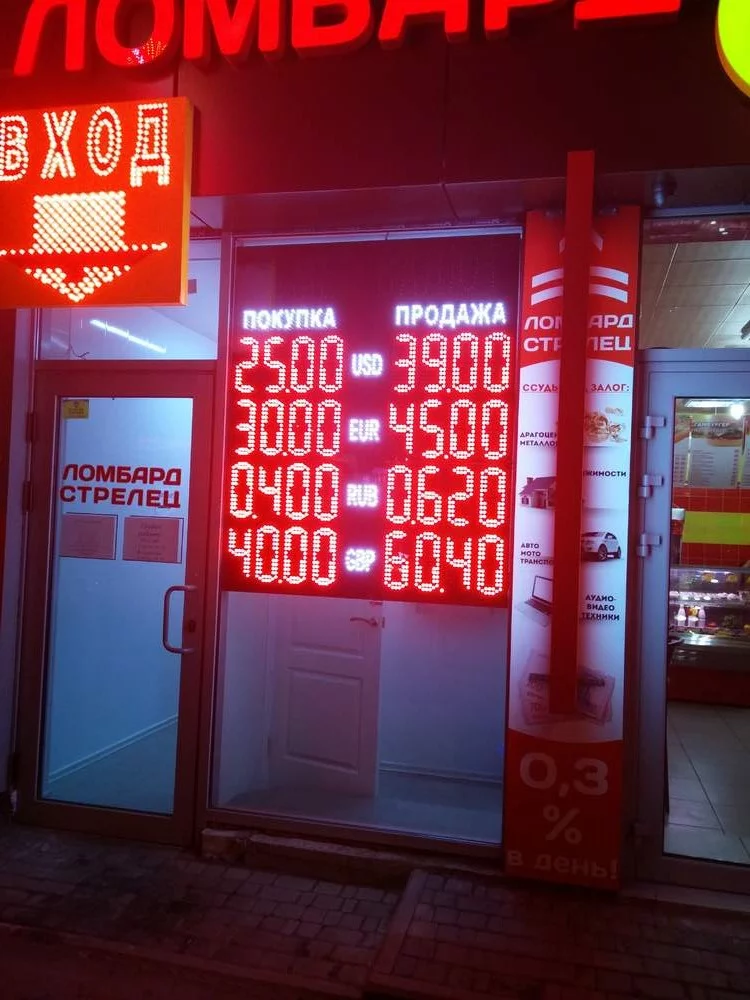 ЛОМБАРД
ВХОД
ПОКУПКА ПРОДАЖА
25.00 USD 39.00
30.00 EUR 45.00
0.400 RUB 0.620
40.00 GBP 60.40
ЛОМБАРД
СТРЕЛЕЦ
ЛОМБАРД
СТРЕЛЕЦ
ССУДЫ ЗАЛОГ:
АВТО
МОТО
АУДИО-
ВИДЕО
ТЕХНИКИ
0,3
%
в день!